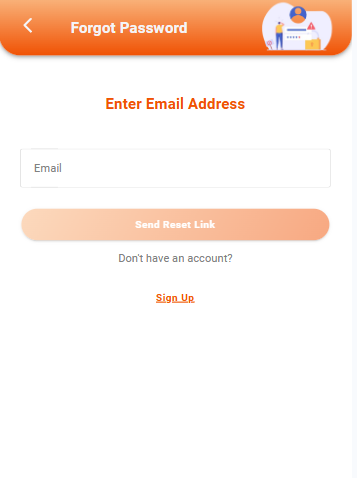 Forgot Password
Enter Email Address
Email
Send Reset Link
Don't have an account?
Sign Up